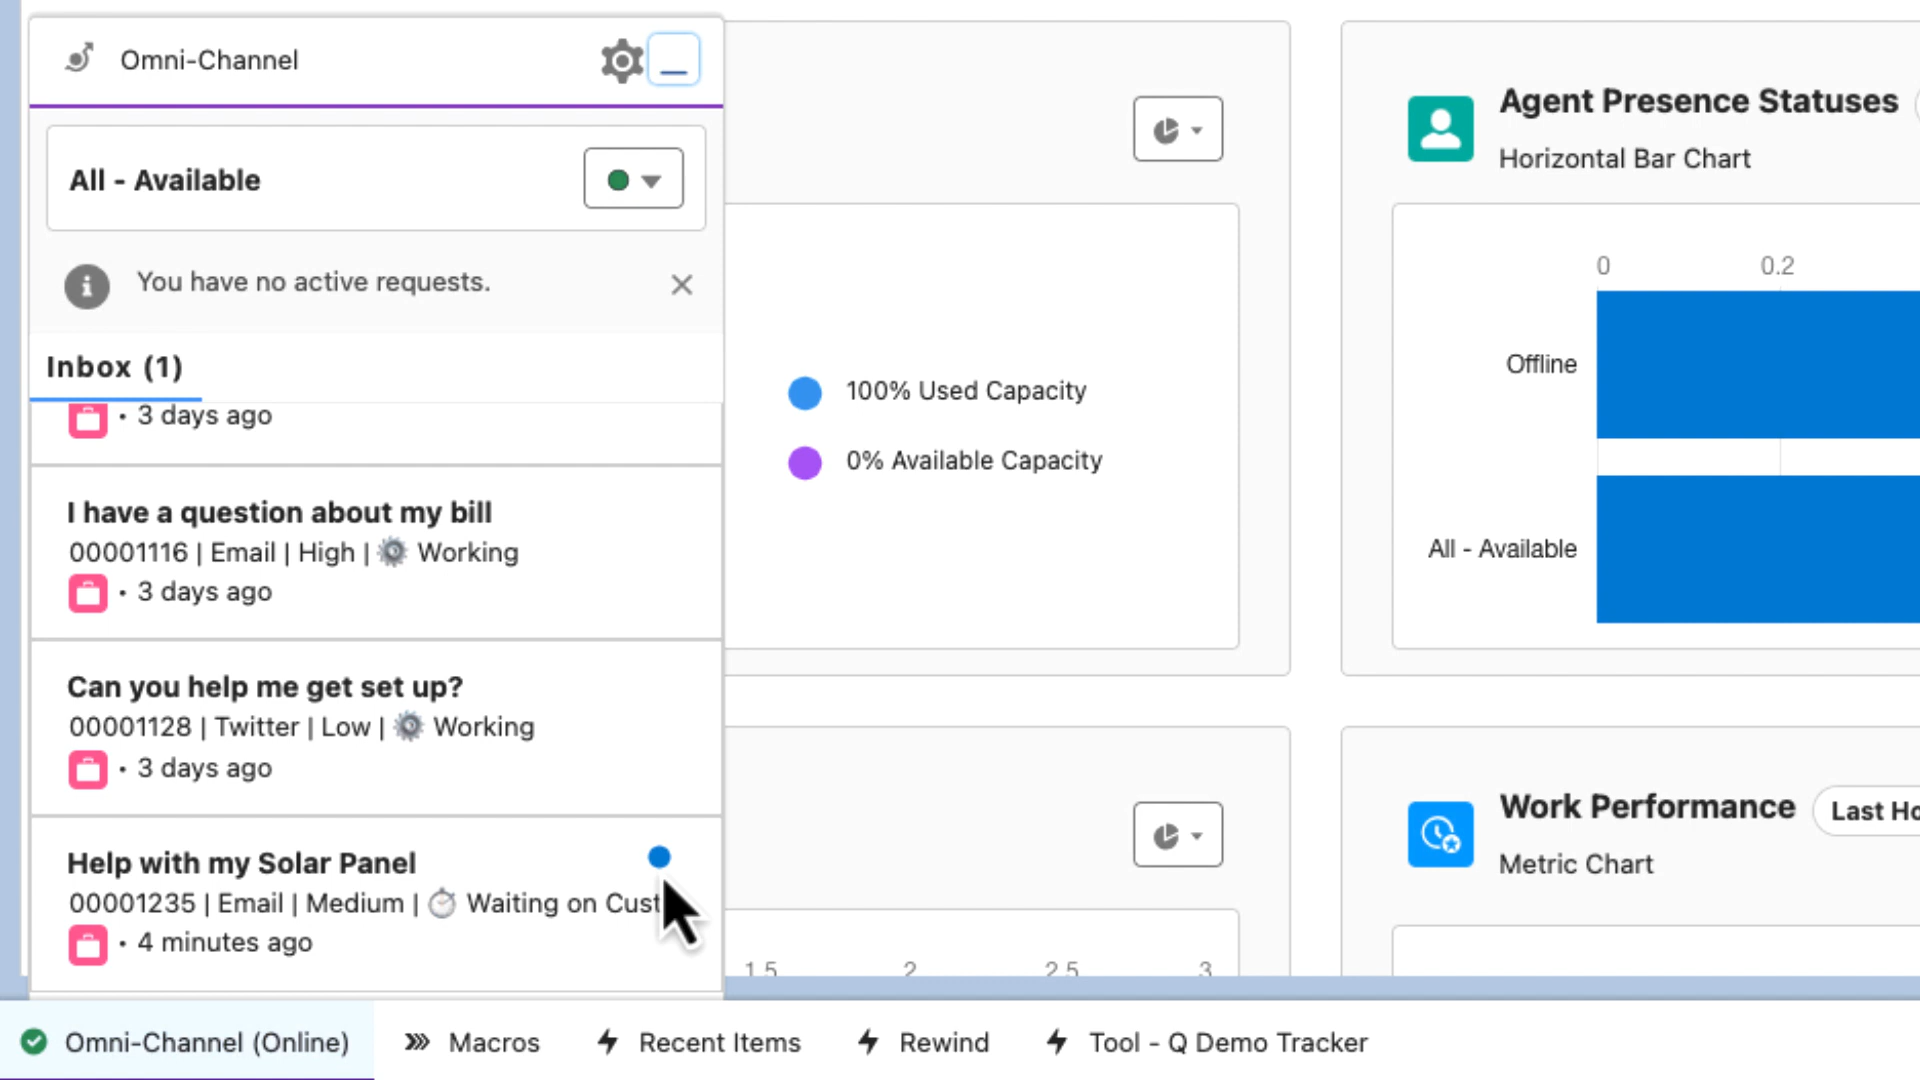 Omni-Channel
All - Available
You have no active requests.
Inbox (1)
• 3 days ago
I have a question about my bill
00001116 | Email | High | Working
• 3 days ago
Can you help me get set up?
00001128 | Twitter | Low | Working
• 3 days ago
Help with my Solar Panel
00001235 | Email | Medium | Waiting on Cust
• 4 minutes ago
100% Used Capacity
0% Available Capacity
1.5 2 2.5 3
Agent Presence Statuses
Horizontal Bar Chart
0 0.2
Offline
All - Available
Work Performance Last Ho
Metric Chart
Omni-Channel (Online) Macros Recent Items Rewind Tool - Q Demo Tracker